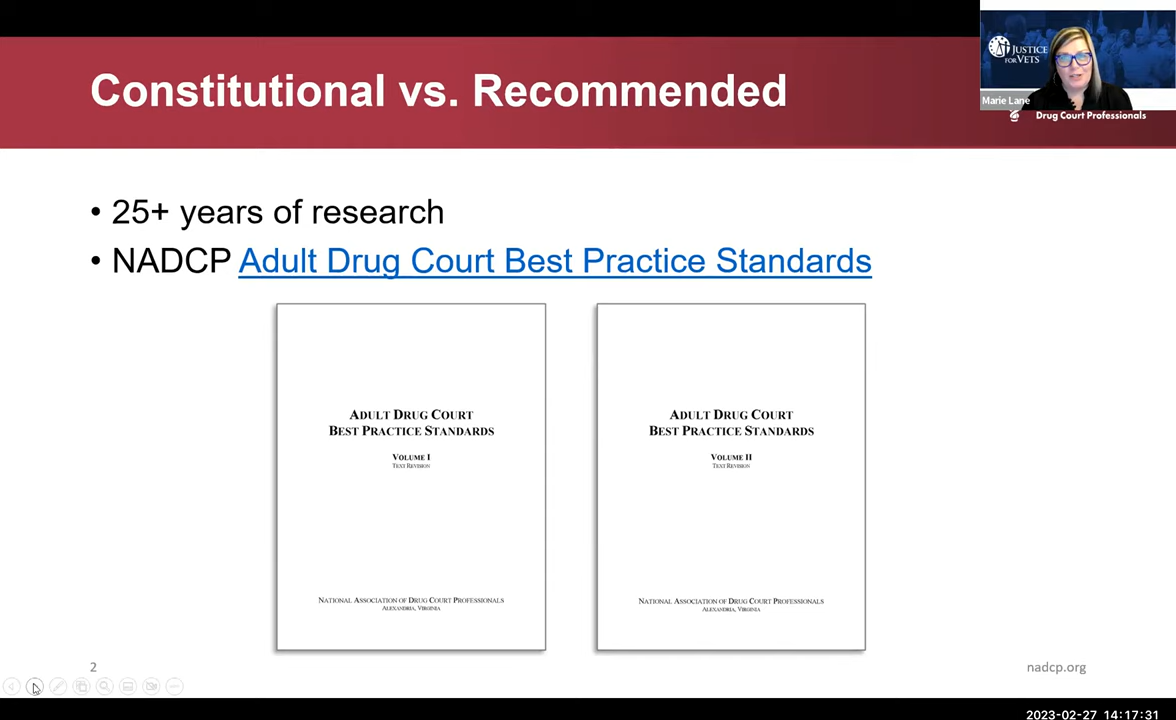 Constitutional vs. Recommended
JUSTICE
FOR VETS
Marie Lane
Drug Court Professionals
• 25+ years of research
• NADCP Adult Drug Court Best Practice Standards
ADULT DRUG COURT
BEST PRACTICE STANDARDS
VOLUME I
TEXT REVISION
NATIONAL ASSOCIATION OF DRUG COURT PROFESSIONALS
ALEXANDRIA, VIRGINIA
ADULT DRUG COURT
BEST PRACTICE STANDARDS
VOLUME II
TEXT REVISION
NATIONAL ASSOCIATION OF DRUG COURT PROFESSIONALS
ALEXANDRIA, VIRGINIA
2
nadcp.org
2023-02-27 14:17:31